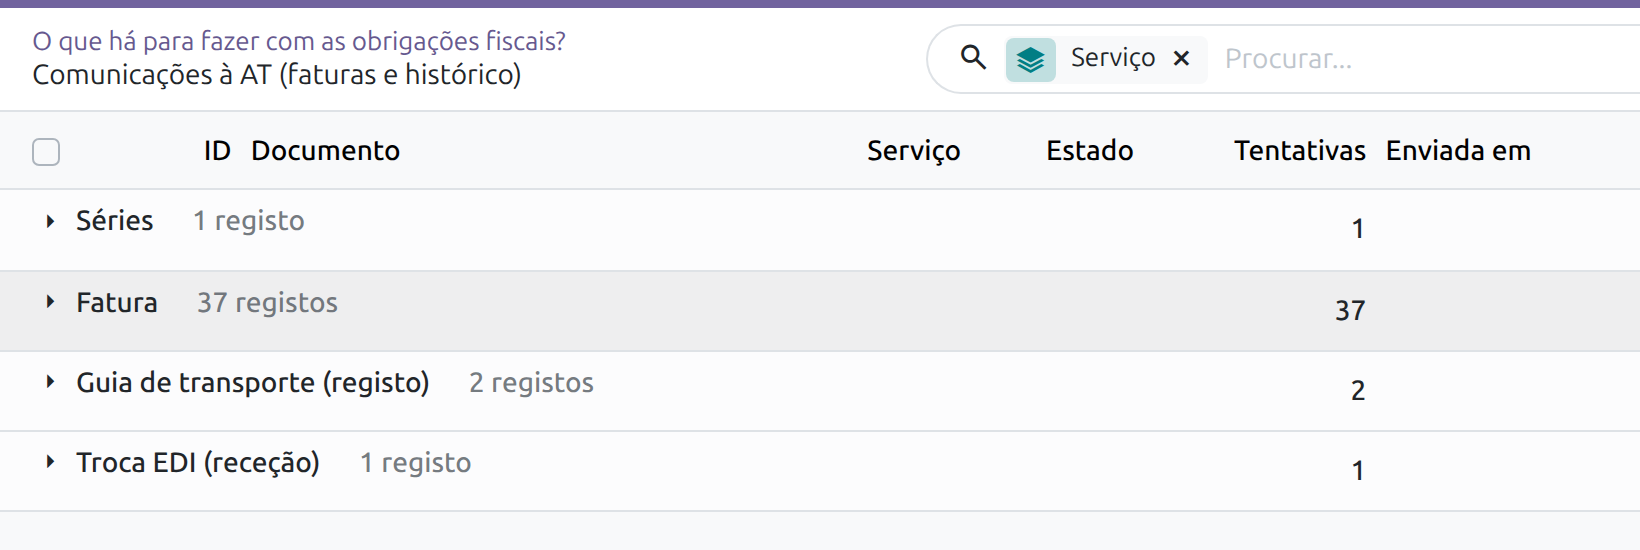 O que há para fazer com as obrigações fiscais?
Comunicações à AT (faturas e histórico)
Serviço × Procurar...
ID Documento Serviço Estado Tentativas Enviada em
Séries 1 registo 1
Fatura 37 registos 37
Guia de transporte (registo) 2 registos 2
Troca EDI (receção) 1 registo 1